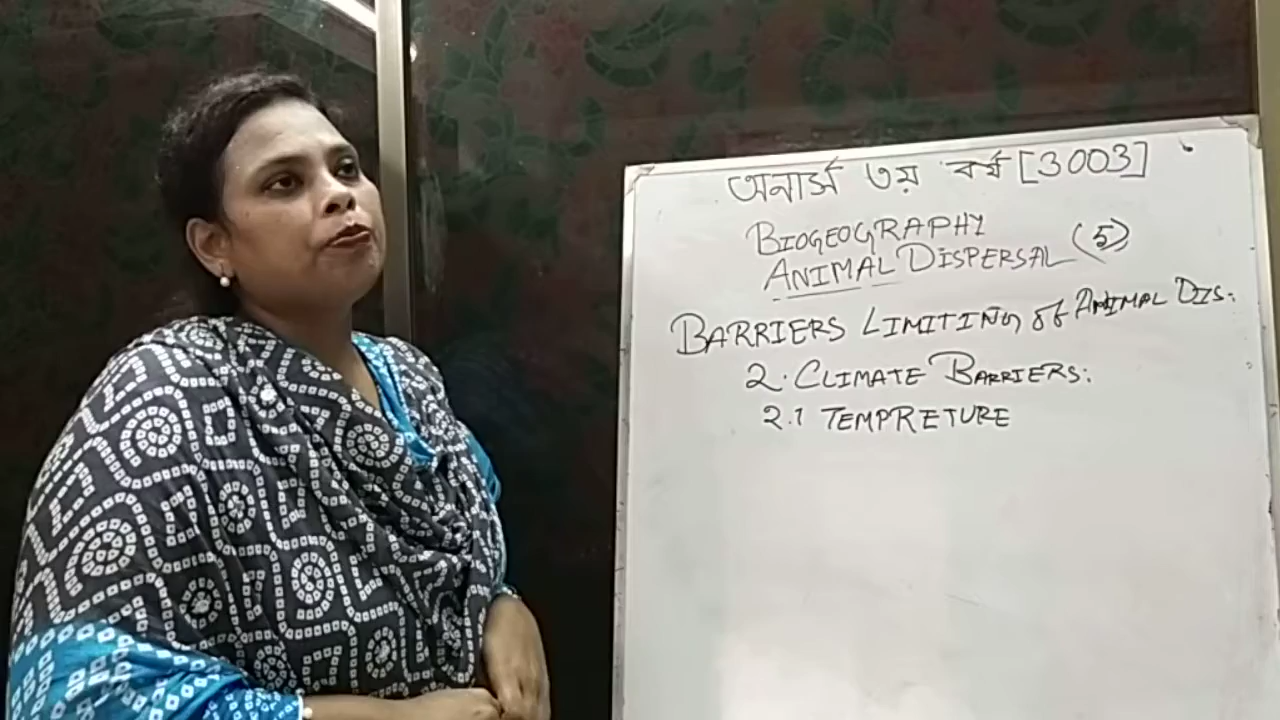 অনার্স ৩য় বর্ষ [3003]
BIOGEOGRAPHY
ANIMAL DISPERSAL (5)
BARRIERS LIMITING of ANIMAL DIS:
2. CLIMATE BARRIERS:
2.1 TEMPRETURE